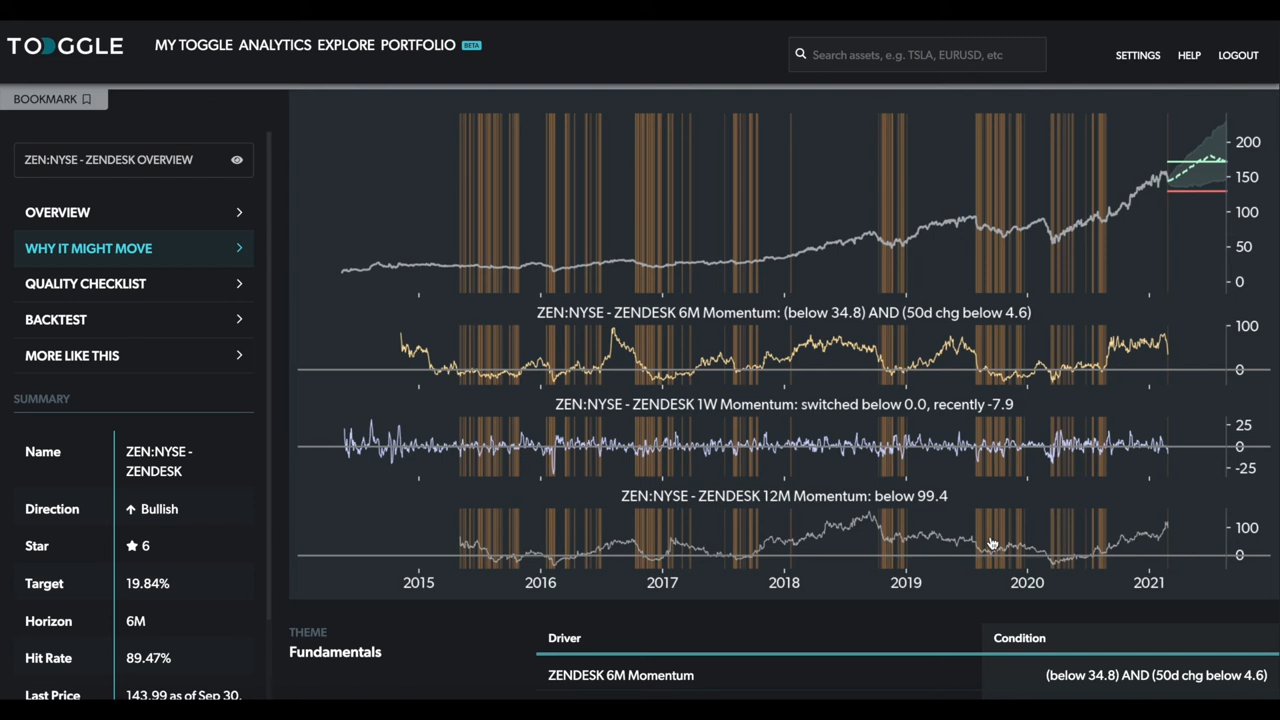 TOGGLE
MY TOGGLE ANALYTICS EXPLORE PORTFOLIO BETA
Search assets, e.g. TSLA, EURUSD, etc
SETTINGS HELP LOGOUT
BOOKMARK
ZEN:NYSE - ZENDESK OVERVIEW
OVERVIEW
WHY IT MIGHT MOVE
QUALITY CHECKLIST
BACKTEST
MORE LIKE THIS
SUMMARY
Name ZEN:NYSE -
ZENDESK
Direction Bullish
Star 6
Target 19.84%
Horizon 6M
Hit Rate 89.47%
Last Price 143.99 as of Sep 30,
200
150
100
50
0
ZEN:NYSE - ZENDESK 6M Momentum: (below 34.8) AND (50d chg below 4.6)
100
0
ZEN:NYSE - ZENDESK 1W Momentum: switched below 0.0, recently -7.9
25
0
-25
ZEN:NYSE - ZENDESK 12M Momentum: below 99.4
100
0
2015 2016 2017 2018 2019 2020 2021
THEME
Fundamentals
Driver Condition
ZENDESK 6M Momentum (below 34.8) AND (50d chg below 4.6)